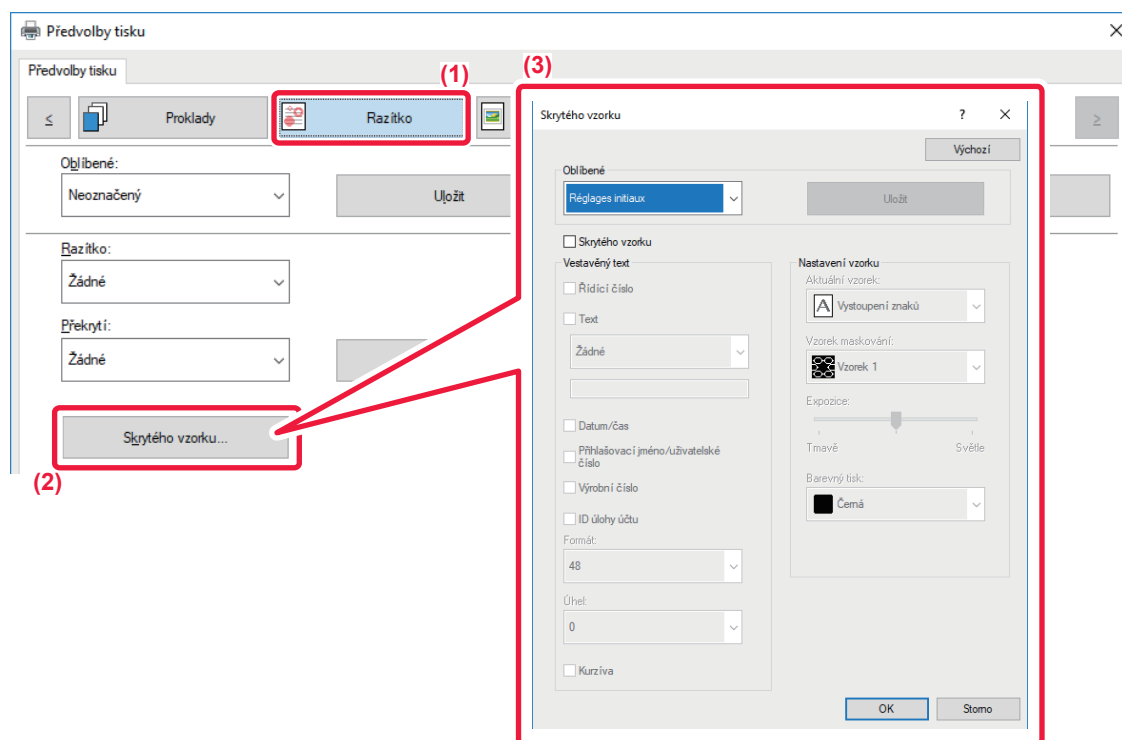 Předvolby tisku
Předvolby tisku
(1)
(3)
≤
Proklady
Razítko
≥
Oblíbené:
Neoznačený
Uložit
Razítko:
Žádné
Překrytí:
Žádné
Skrytého vzorku...
(2)
Skrytého vzorku
?
Výchozí
Oblíbené
Réglages initiaux
Uložit
Skrytého vzorku
Vestavěný text
Řídící číslo
Text
Žádné
Datum/čas
Přihlašovací jméno/uživatelské
číslo
Výrobní číslo
ID úlohy účtu
Formát:
48
Úhel:
0
Kurzíva
Nastavení vzorku
Aktuální vzorek:
A Vystoupení znaků
Vzorek maskování:
Vzorek 1
Expozice:
Tmavě Světle
Barevný tisk:
Černá
OK Storno